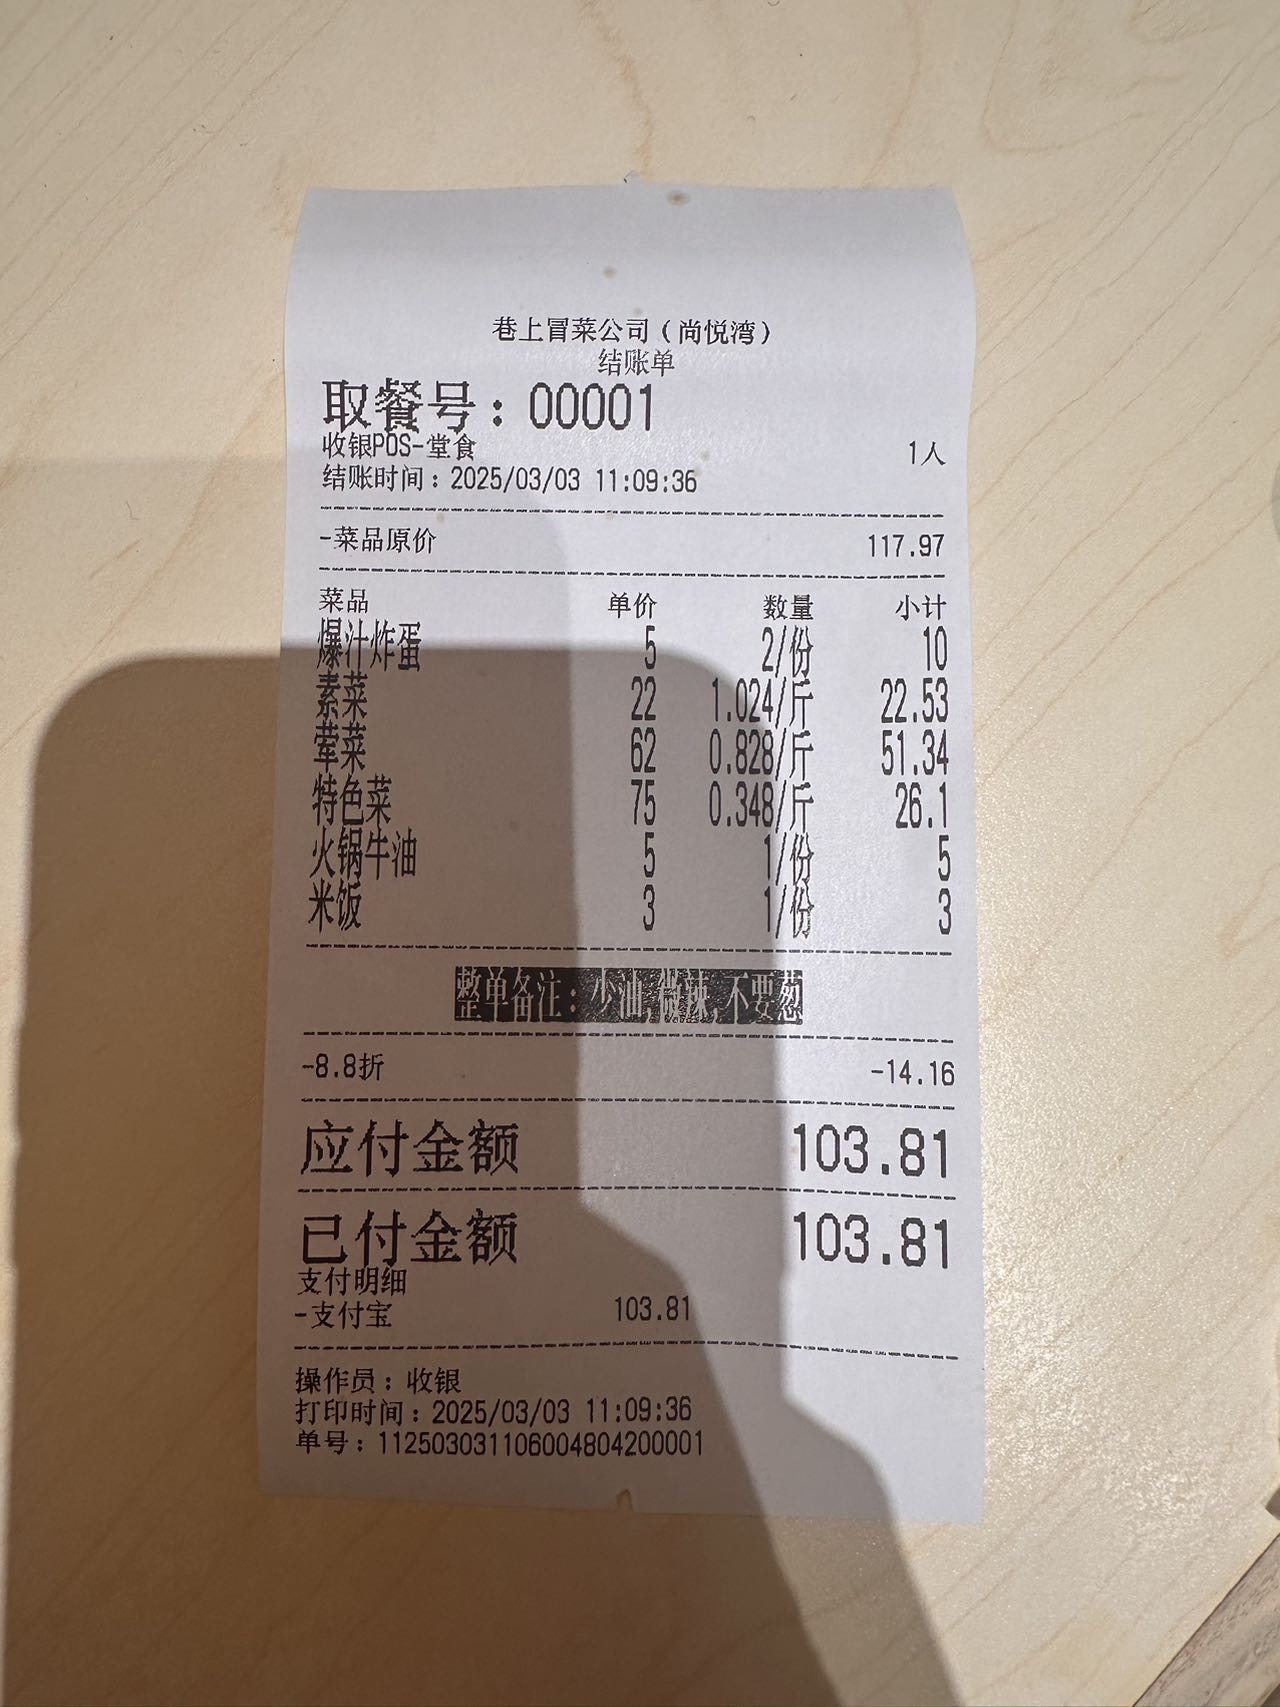 巷上冒菜公司（尚悦湾）
结账单
取餐号：00001
收银POS-堂食 1人
结账时间：2025/03/03 11:09:36
-菜品原价 117.97
菜品 单价 数量 小计
爆汁炸蛋 5 2/份 10
素菜 22 1.024/斤 22.53
荤菜 62 0.828/斤 51.34
特色菜 75 0.348/斤 26.1
火锅牛油 5 1/份 5
米饭 3 1/份 3
整单备注：少油,微辣,不要葱
-8.8折 -14.16
应付金额 103.81
已付金额 103.81
支付明细
-支付宝 103.81
操作员：收银
打印时间：2025/03/03 11:09:36
单号：112503031106004804200001